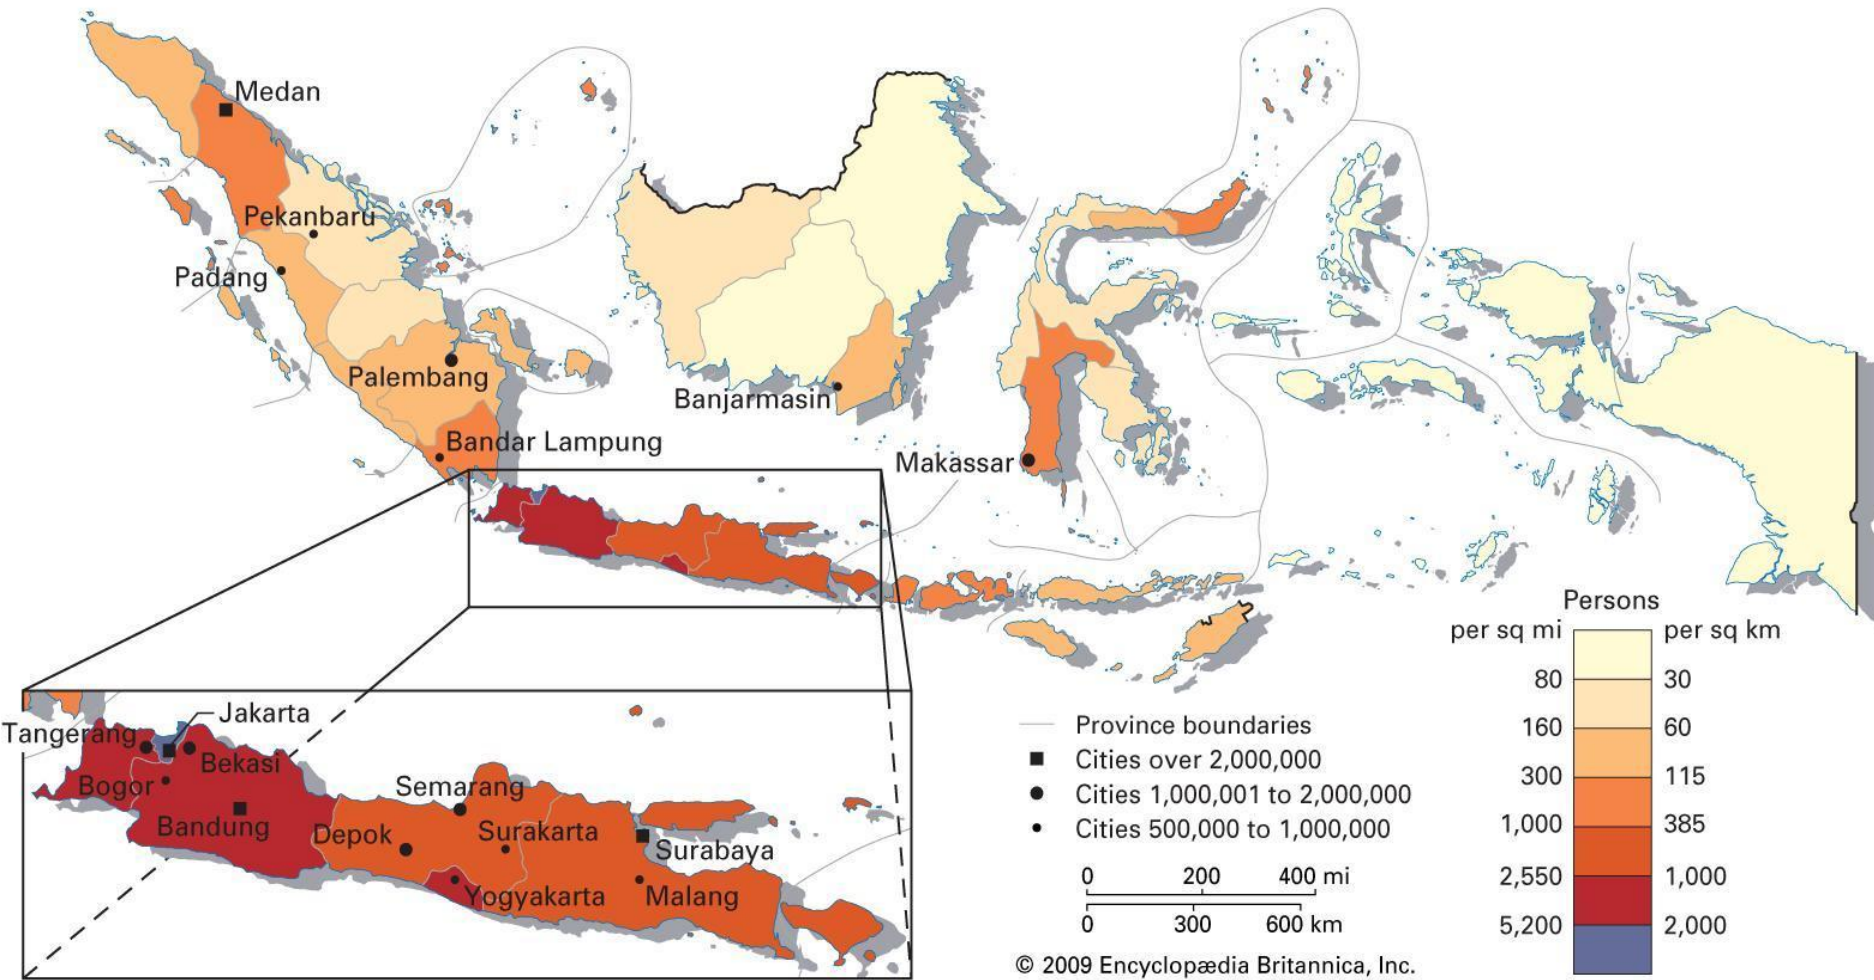 Medan
Pekanbaru
Padang
Palembang
Banjarmasin
Bandar Lampung
Makassar
Jakarta
Tangerang
Bekasi
Bogor
Bandung
Semarang
Depok
Surakarta
Surabaya
Yogyakarta
Malang
Province boundaries
Cities over 2,000,000
Cities 1,000,001 to 2,000,000
Cities 500,000 to 1,000,000
0 200 400 mi
0 300 600 km
© 2009 Encyclopædia Britannica, Inc.
Persons
per sq mi per sq km
80 30
160 60
300 115
1,000 385
2,550 1,000
5,200 2,000